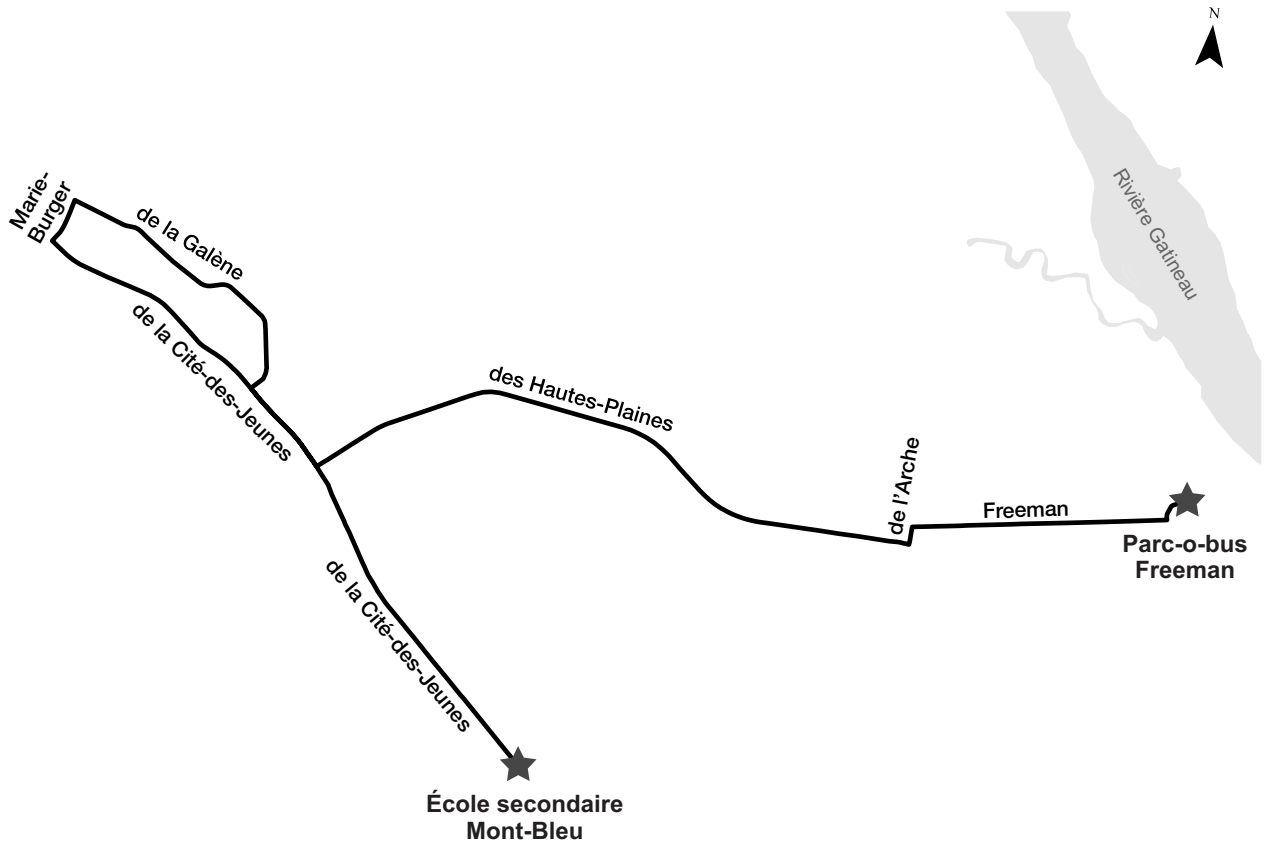 N
Rivière Gatineau
Marie-
Burger
de la Galène
de la Cité-des-Jeunes
des Hautes-Plaines
de l'Arche
Freeman
Parc-o-bus
Freeman
de la Cité-des-Jeunes
École secondaire
Mont-Bleu